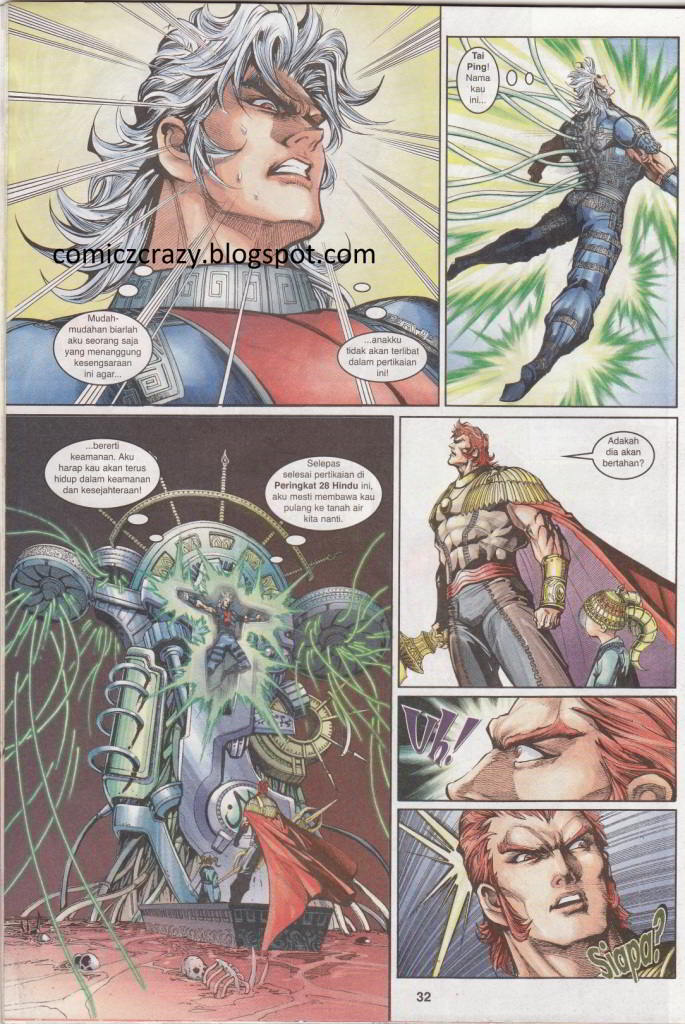 comiczcrazy.blogspot.com
Mudah-
mudahan biarlah
aku seorang saja
yang menanggung
kesengsaraan
ini agar...
...anakku
tidak akan terlibat
dalam pertikaian
ini!
Tai
Ping!
Nama
kau
ini...
...bererti
keamanan. Aku
harap kau akan terus
hidup dalam keamanan
dan kesejahteraan!
Selepas
selesai pertikaian di
Peringkat 28 Hindu ini,
aku mesti membawa kau
pulang ke tanah air
kita nanti.
Adakah
dia akan
bertahan?
Uh!
Siapa?
32